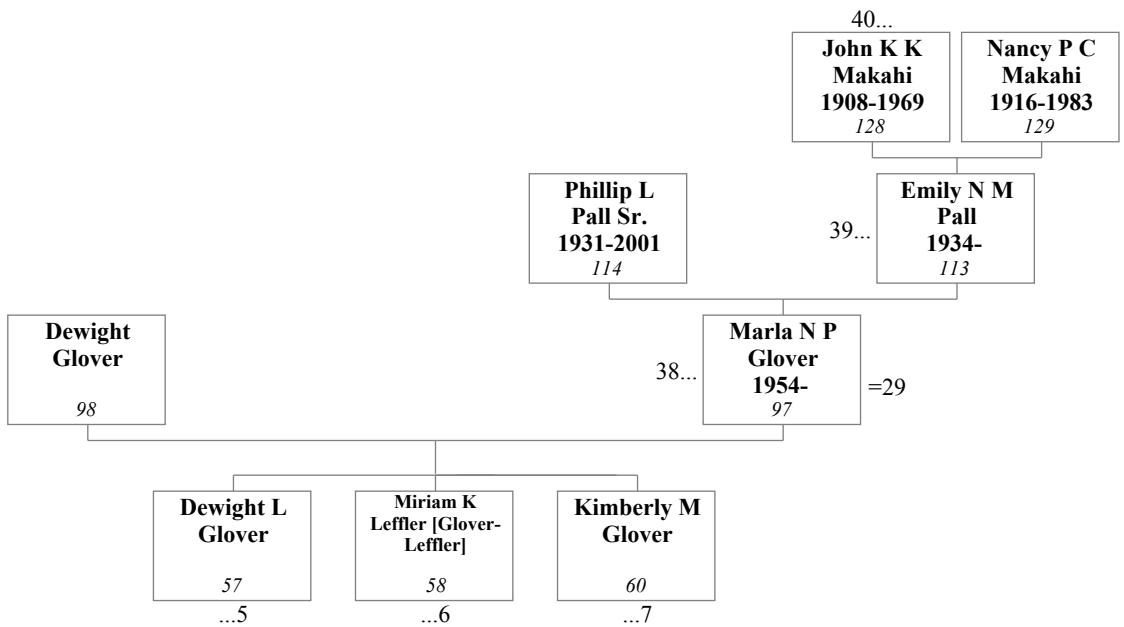 40...
John K K
Makahi
1908-1969
128
Nancy P C
Makahi
1916-1983
129
Phillip L
Pall Sr.
1931-2001
114
39...
Emily N M
Pall
1934-
113
Dewight
Glover
98
38...
Marla N P
Glover
1954-
97
=29
Dewight L
Glover
57
...5
Miriam K
Leffler [Glover-
Leffler]
58
...6
Kimberly M
Glover
60
...7